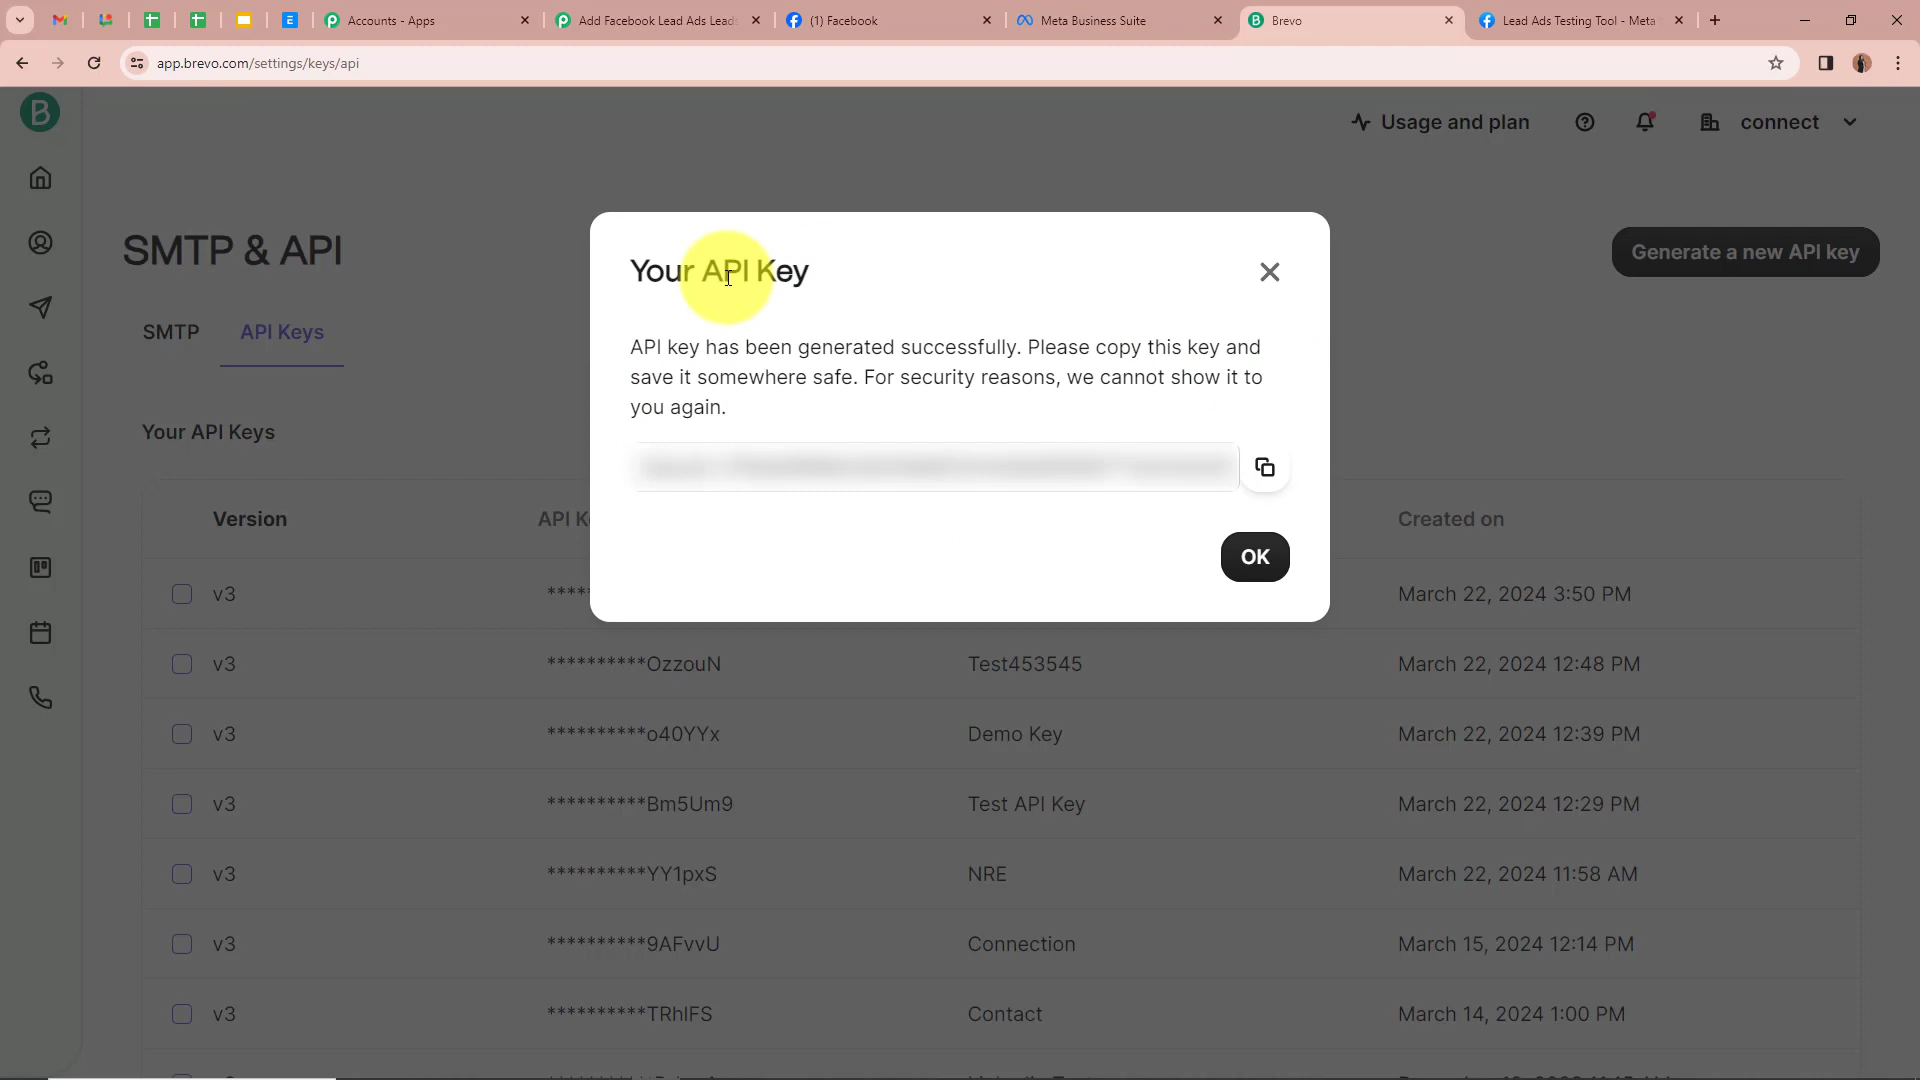 Accounts - Apps
Add Facebook Lead Ads Leads
(1) Facebook
Meta Business Suite
Brevo
Lead Ads Testing Tool - Meta
app.brevo.com/settings/keys/api
B
Usage and plan
connect
SMTP & API
Generate a new API key
SMTP
API Keys
Your API Key
API key has been generated successfully. Please copy this key and
save it somewhere safe. For security reasons, we cannot show it to
you again.
OK
Your API Keys
Version API K Created on
v3 ***** March 22, 2024 3:50 PM
v3 **********OzzouN Test453545 March 22, 2024 12:48 PM
v3 **********o40YYx Demo Key March 22, 2024 12:39 PM
v3 **********Bm5Um9 Test API Key March 22, 2024 12:29 PM
v3 **********YY1pxS NRE March 22, 2024 11:58 AM
v3 **********9AFvvU Connection March 15, 2024 12:14 PM
v3 **********TRhIFS Contact March 14, 2024 1:00 PM